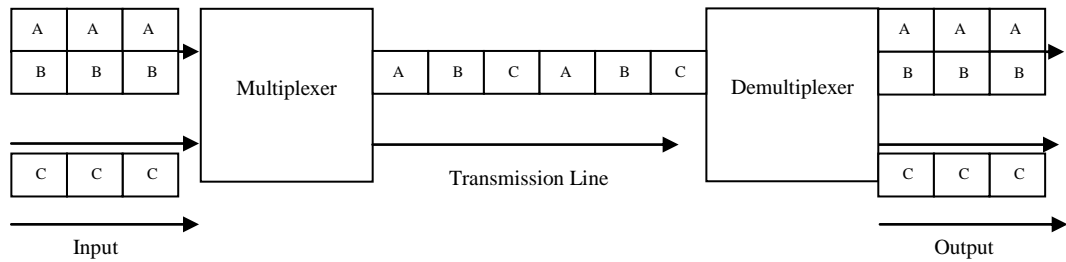 A A A
B B B
C C C
Input
Multiplexer
A B C A B C
Transmission Line
Demultiplexer
A A A
B B B
C C C
Output